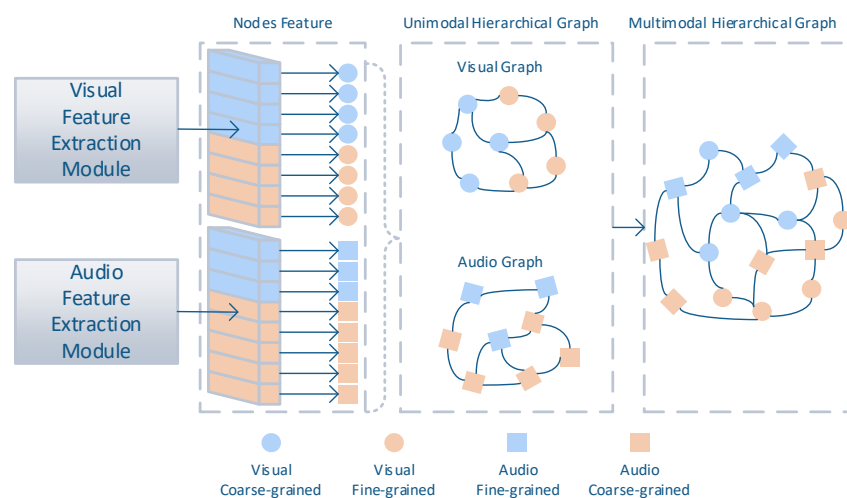 Nodes Feature
Unimodal Hierarchical Graph
Multimodal Hierarchical Graph
Visual
Feature
Extraction
Module
Visual Graph
Audio
Feature
Extraction
Module
Audio Graph
Visual
Coarse-grained
Visual
Fine-grained
Audio
Fine-grained
Audio
Coarse-grained